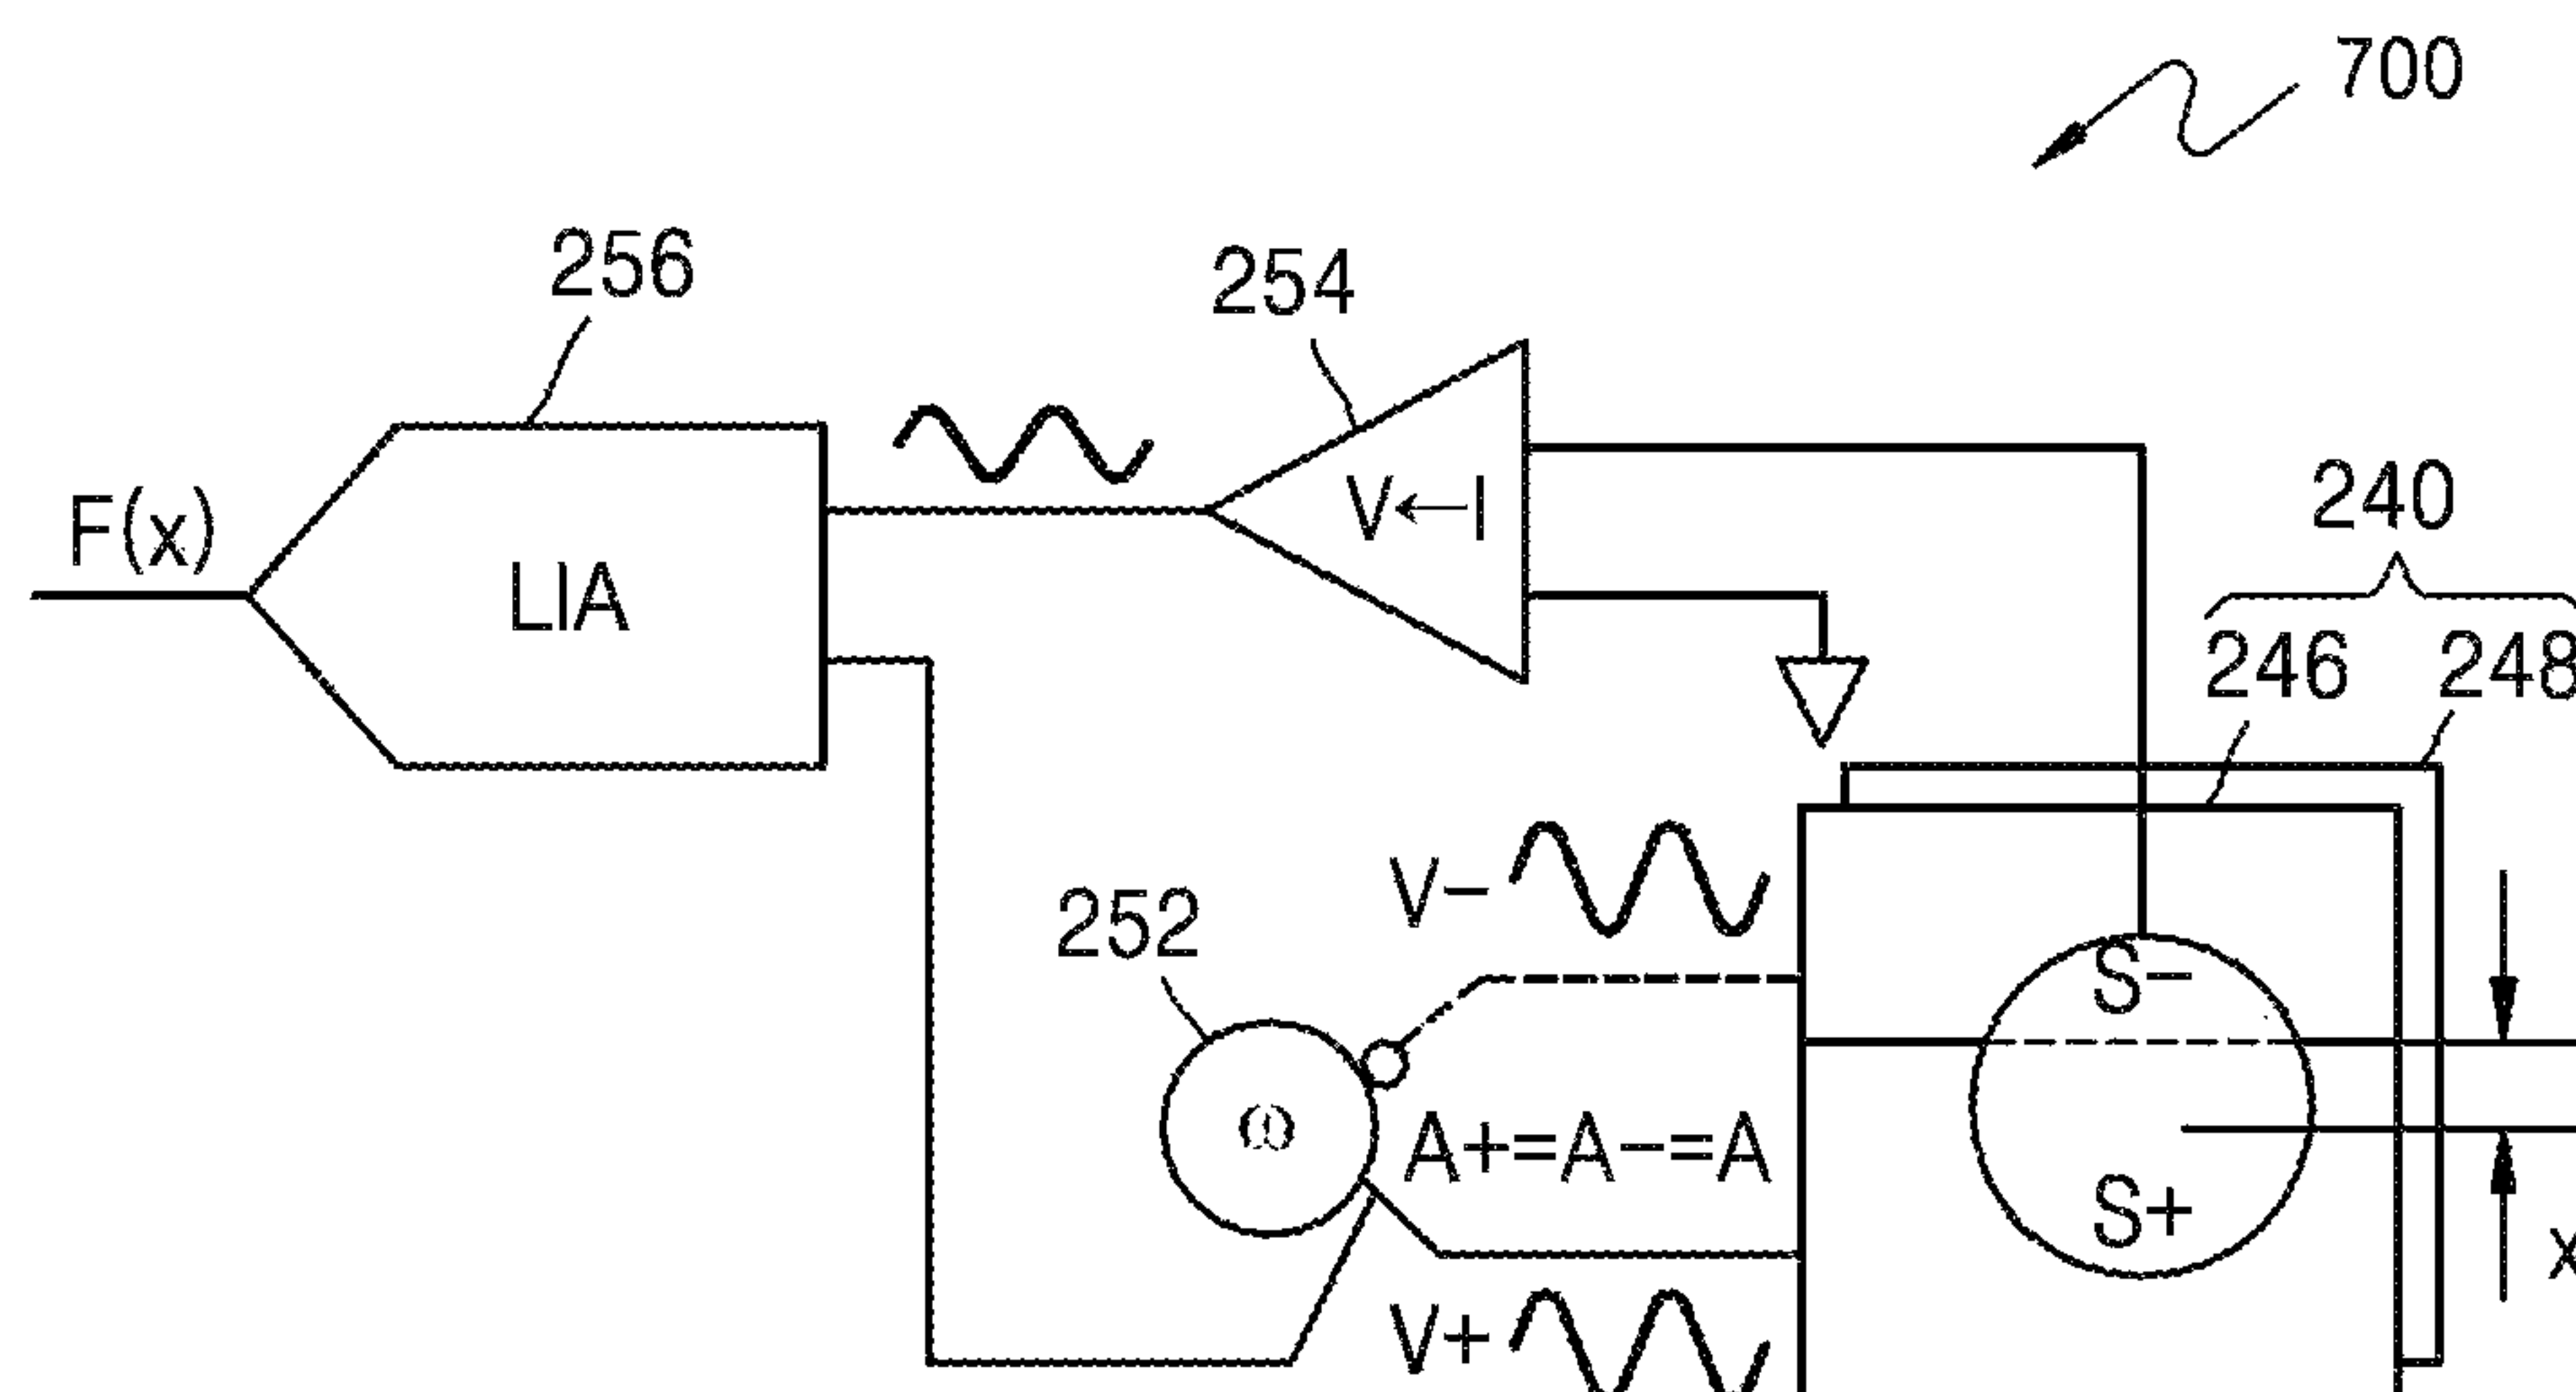 700
256
254
240
246 248
F(x)
LIA
V←I
V−
252
S−
ω
A+=A−=A
S+
x
V+